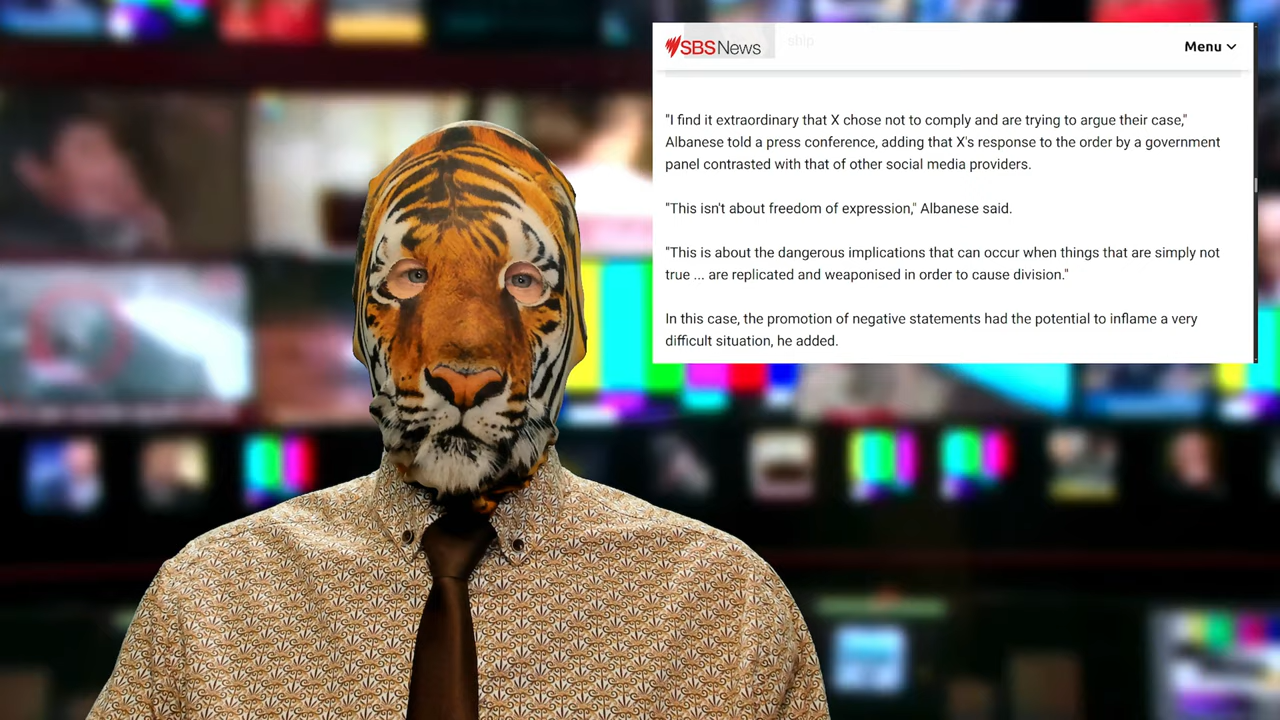 SBS News
ship
Menu
"I find it extraordinary that X chose not to comply and are trying to argue their case,"
Albanese told a press conference, adding that X's response to the order by a government
panel contrasted with that of other social media providers.
"This isn't about freedom of expression," Albanese said.
"This is about the dangerous implications that can occur when things that are simply not
true ... are replicated and weaponised in order to cause division."
In this case, the promotion of negative statements had the potential to inflame a very
difficult situation, he added.